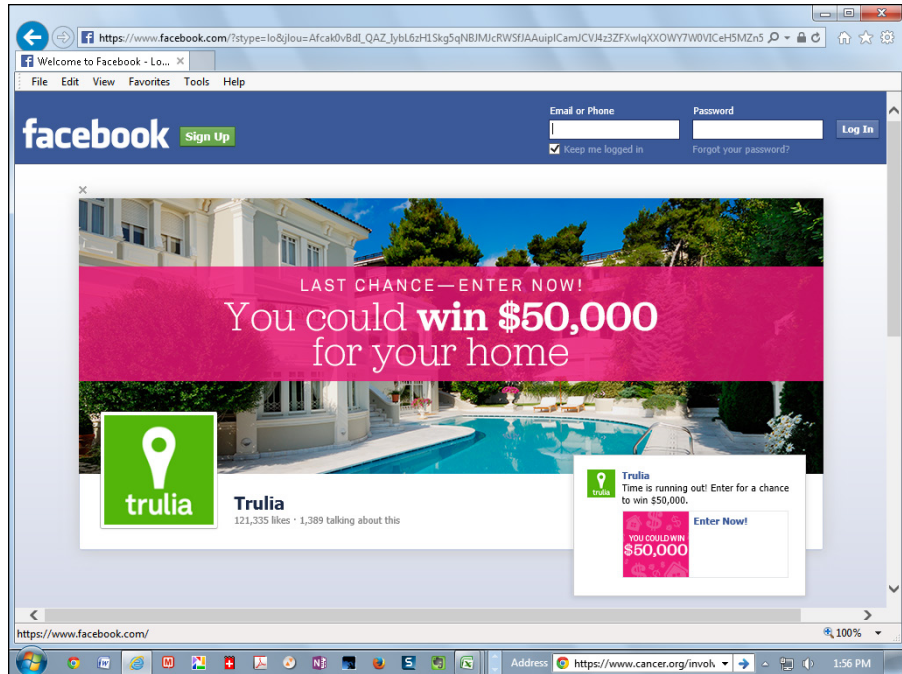 https://www.facebook.com/?stype=lo&jlou=
Welcome to Facebook - Lo...
File Edit View Favorites Tools Help
facebook
Sign Up
Email or Phone
Password
Log In
Keep me logged in
Forgot your password?
LAST CHANCE—ENTER NOW!
You could win $50,000
for your home
trulia
Trulia
121,335 likes · 1,389 talking about this
trulia
Trulia
Time is running out! Enter for a chance
to win $50,000.
YOU COULD WIN
$50,000
Enter Now!
https://www.facebook.com/
100%
Address https://www.cancer.org/involv
1:56 PM